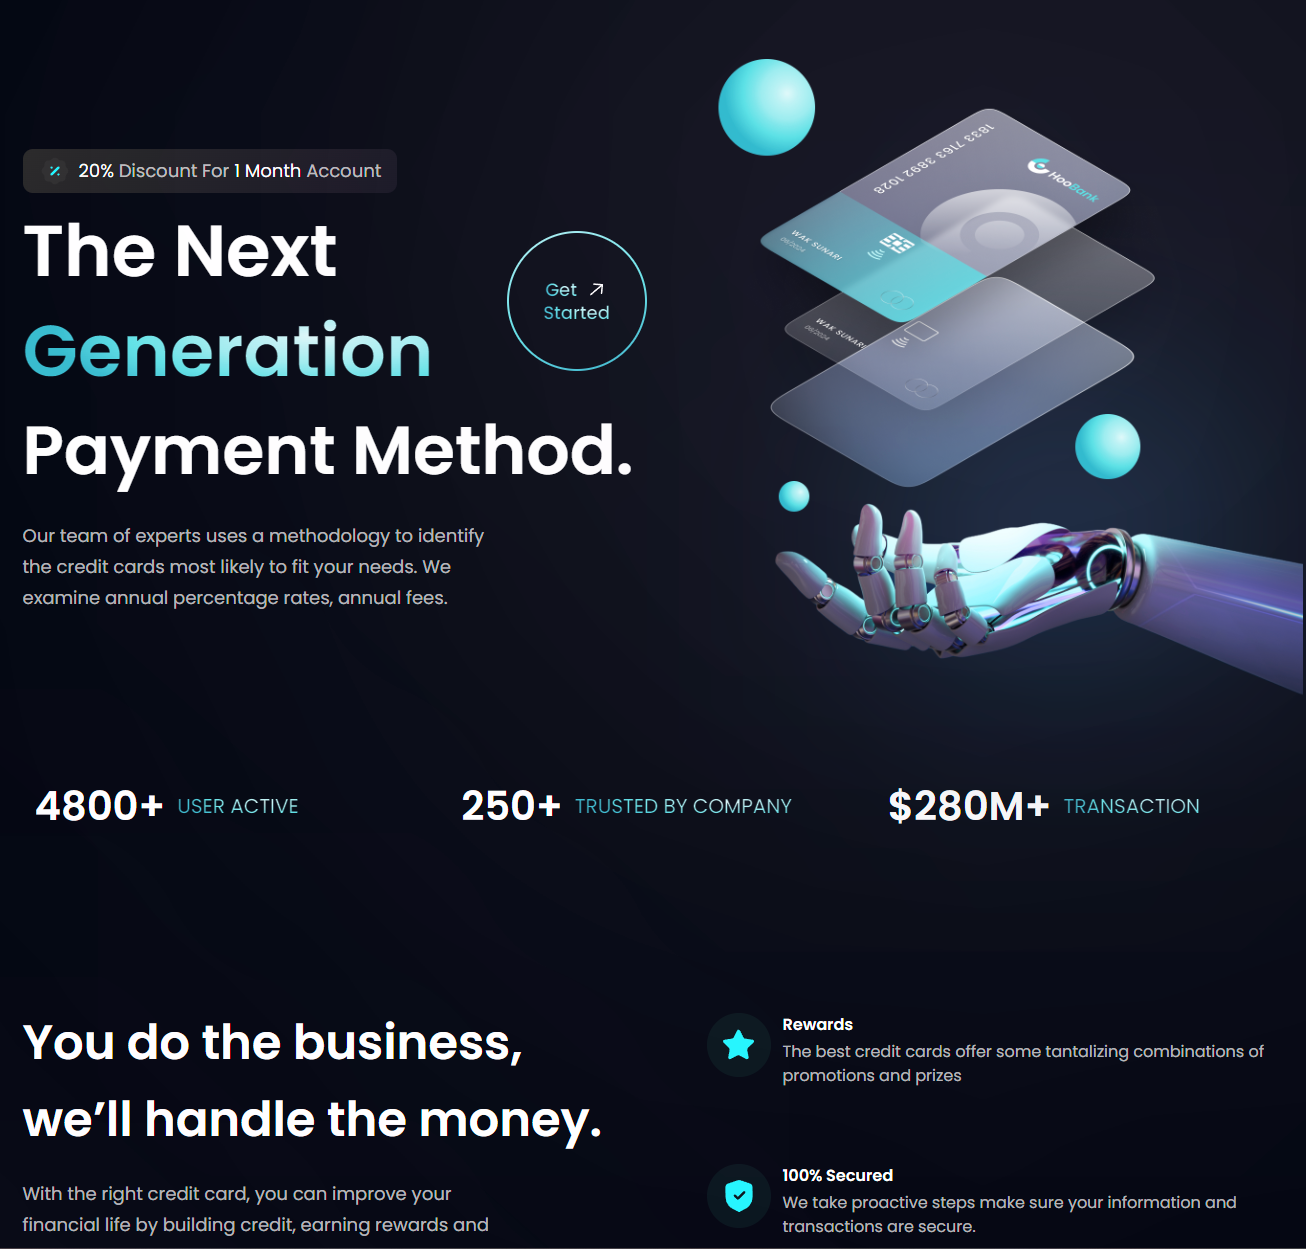 20% Discount For 1 Month Account
The Next
Generation
Payment Method.
Get
Started
Our team of experts uses a methodology to identify
the credit cards most likely to fit your needs. We
examine annual percentage rates, annual fees.
1833 7163 3892 1028
HooBank
WAK SUNARI
06/2024
WAK SUNARI
06/2024
4800+ USER ACTIVE
250+ TRUSTED BY COMPANY
$280M+ TRANSACTION
You do the business,
we’ll handle the money.
With the right credit card, you can improve your
financial life by building credit, earning rewards and
Rewards
The best credit cards offer some tantalizing combinations of
promotions and prizes
100% Secured
We take proactive steps make sure your information and
transactions are secure.